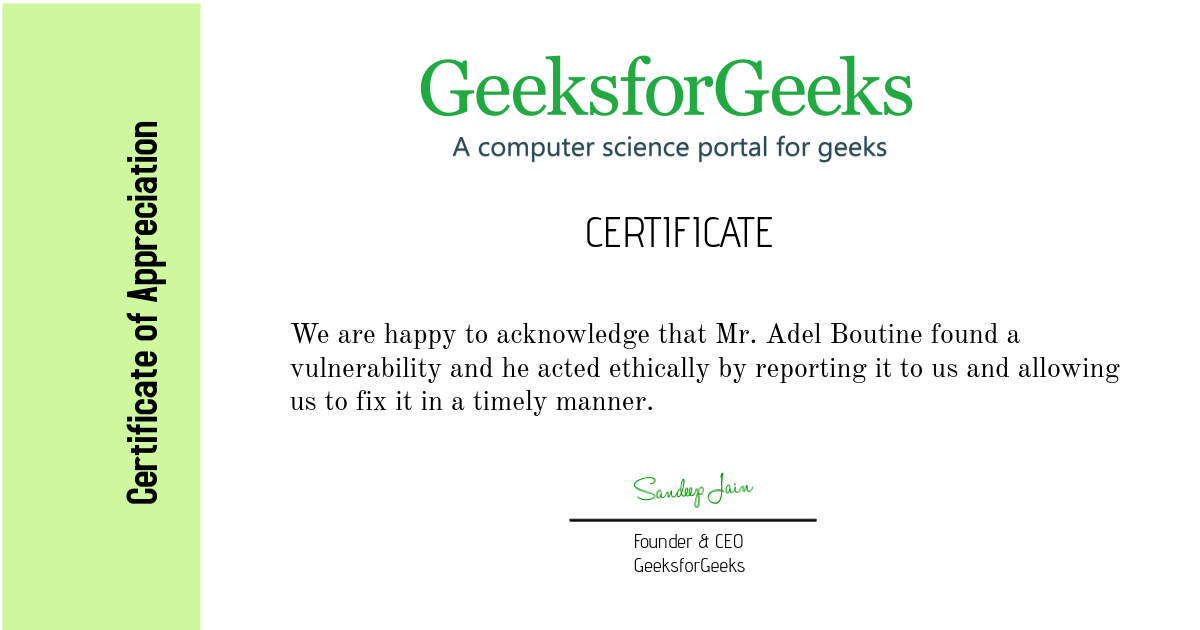 Certificate of Appreciation
GeeksforGeeks
A computer science portal for geeks
CERTIFICATE
We are happy to acknowledge that Mr. Adel Boutine found a
vulnerability and he acted ethically by reporting it to us and allowing
us to fix it in a timely manner.
Sandeep Jain
Founder & CEO
GeeksforGeeks